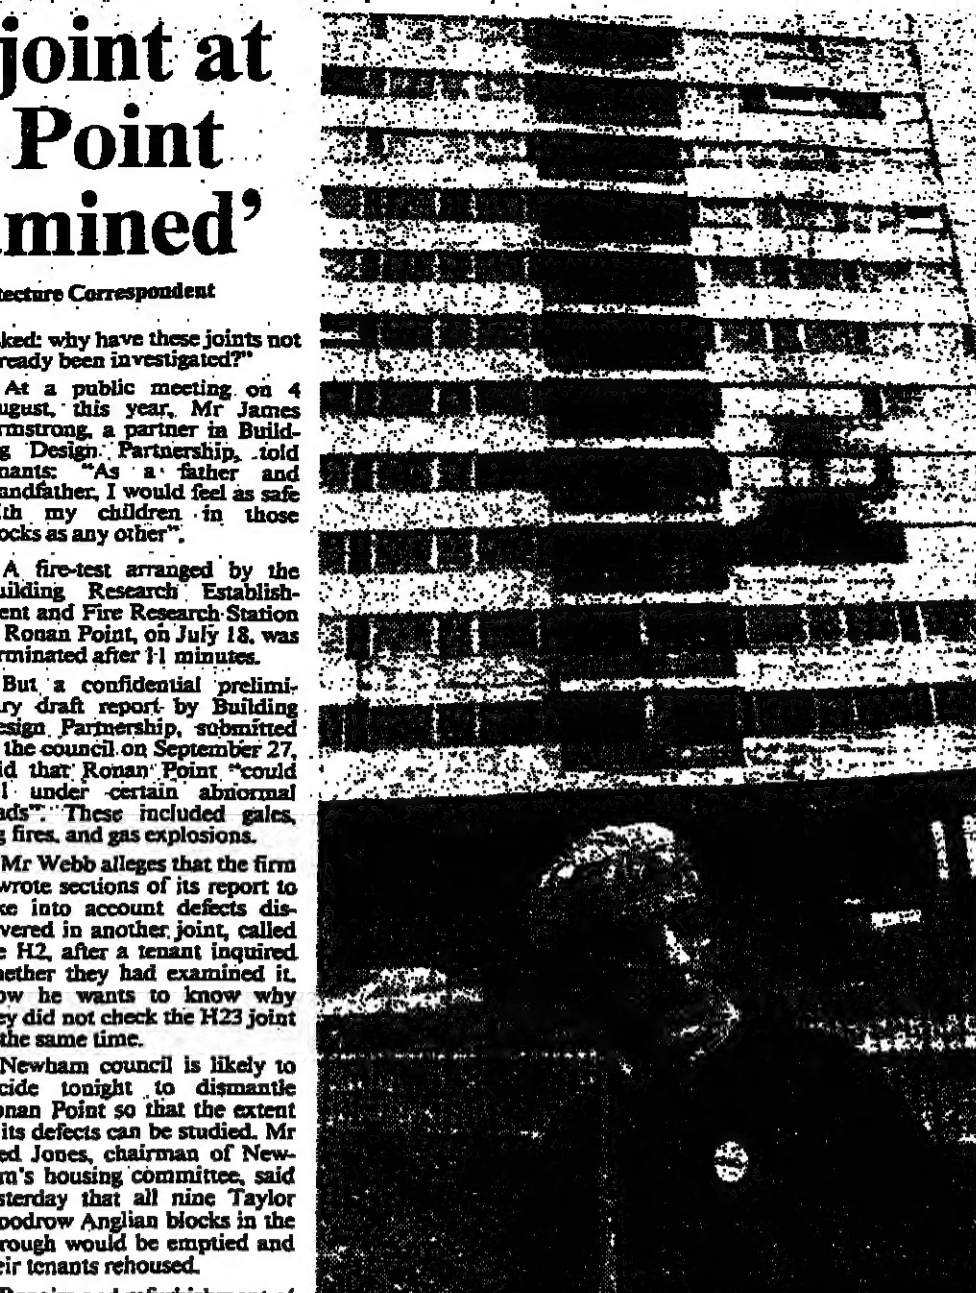 joint at
Point
mined’
tecture Correspondent
ked: why have these joints not
ready been investigated?”
At a public meeting on 4
ugust, this year, Mr James
rmstrong, a partner in Build-
g Design Partnership, told
nants: “As a father and
andfather, I would feel as safe
ith my children in those
ocks as any other”.
A fire-test arranged by the
uilding Research Establish-
ent and Fire Research Station
Ronan Point, on July 18, was
rminated after 11 minutes.
But a confidential prelimi-
ary draft report by Building
esign Partnership, submitted
the council on September 27,
id that Ronan Point “could
l under certain abnormal
ads”. These included gales,
g fires, and gas explosions.
Mr Webb alleges that the firm
wrote sections of its report to
ke into account defects dis-
vered in another joint, called
e H2, after a tenant inquired
hether they had examined it.
ow he wants to know why
ey did not check the H23 joint
the same time.
Newham council is likely to
cide tonight to dismantle
onan Point so that the extent
its defects can be studied. Mr
ed Jones, chairman of New-
m’s housing committee, said
sterday that all nine Taylor
oodrow Anglian blocks in the
rough would be emptied and
eir tenants rehoused.